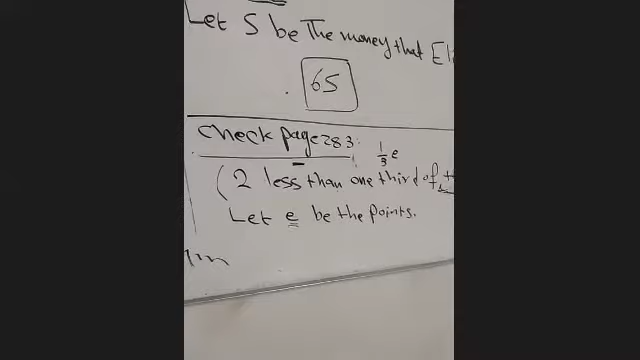 Let S be The money that Eli
65
Check page 283:
1/3 e
(2 less than one third of
Let e be the points.